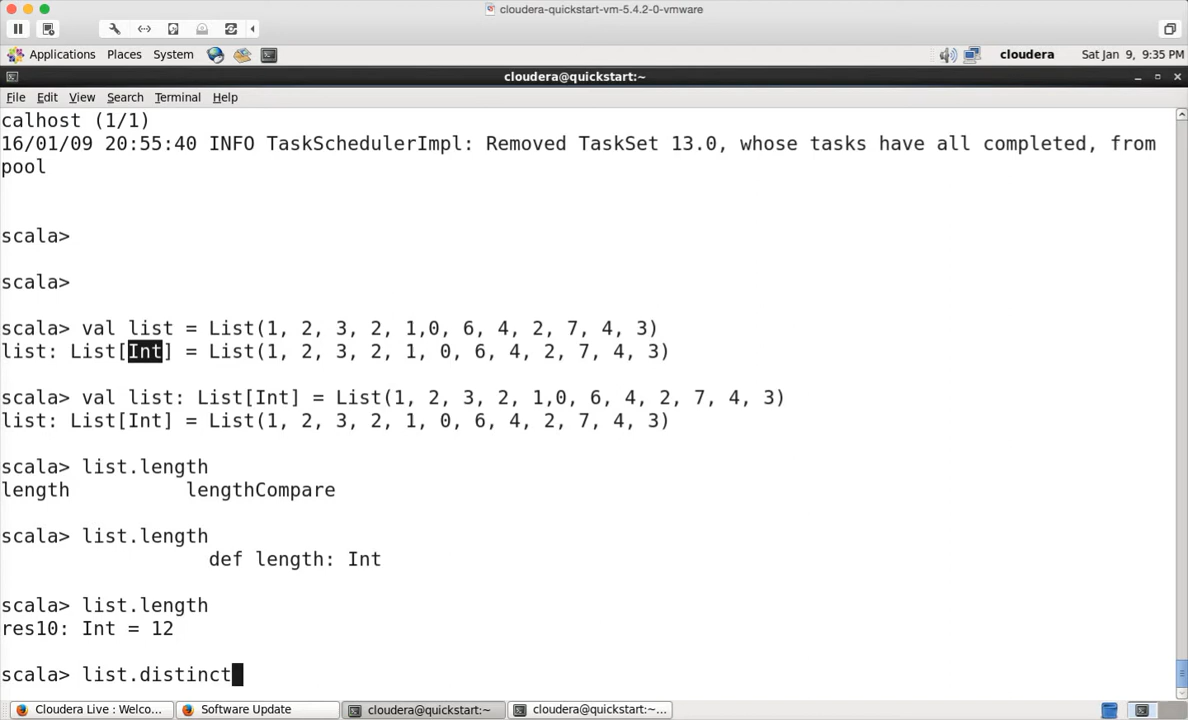 cloudera-quickstart-vm-5.4.2-0-vmware
Applications Places System cloudera Sat Jan 9, 9:35 PM
cloudera@quickstart:~
File Edit View Search Terminal Help
calhost (1/1)
16/01/09 20:55:40 INFO TaskSchedulerImpl: Removed TaskSet 13.0, whose tasks have all completed, from
pool
scala>
scala>
scala> val list = List(1, 2, 3, 2, 1,0, 6, 4, 2, 7, 4, 3)
list: List[Int] = List(1, 2, 3, 2, 1, 0, 6, 4, 2, 7, 4, 3)
scala> val list: List[Int] = List(1, 2, 3, 2, 1,0, 6, 4, 2, 7, 4, 3)
list: List[Int] = List(1, 2, 3, 2, 1, 0, 6, 4, 2, 7, 4, 3)
scala> list.length
length lengthCompare
scala> list.length
def length: Int
scala> list.length
res10: Int = 12
scala> list.distinct
Cloudera Live : Welco... Software Update cloudera@quickstart:~ cloudera@quickstart:~...